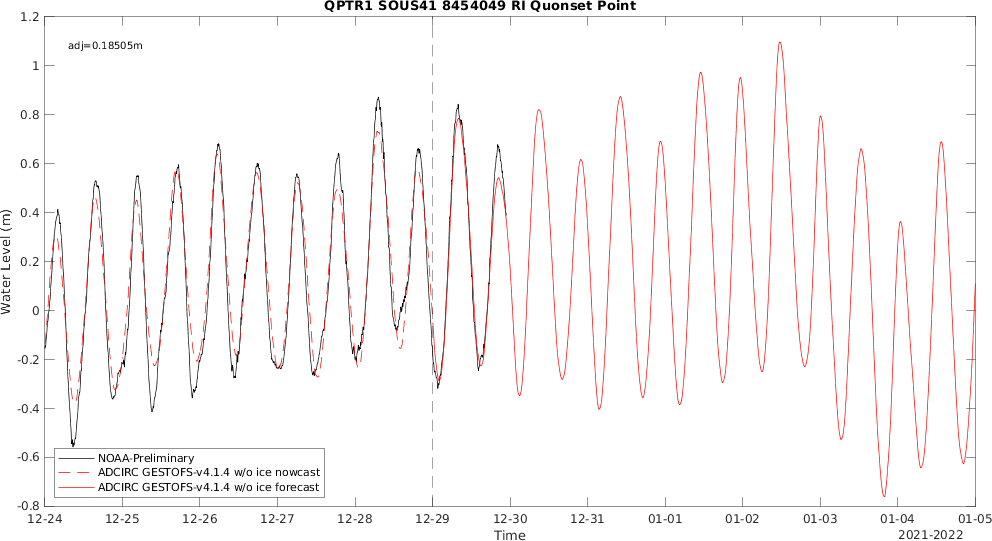 QPTR1 SOUS41 8454049 RI Quonset Point
adj=0.18505m
1.2
1
0.8
0.6
0.4
0.2
0
-0.2
-0.4
-0.6
-0.8
Water Level (m)
NOAA-Preliminary
ADCIRC GESTOFS-v4.1.4 w/o ice nowcast
ADCIRC GESTOFS-v4.1.4 w/o ice forecast
12-24 12-25 12-26 12-27 12-28 12-29 12-30 12-31 01-01 01-02 01-03 01-04 01-05
Time
2021-2022